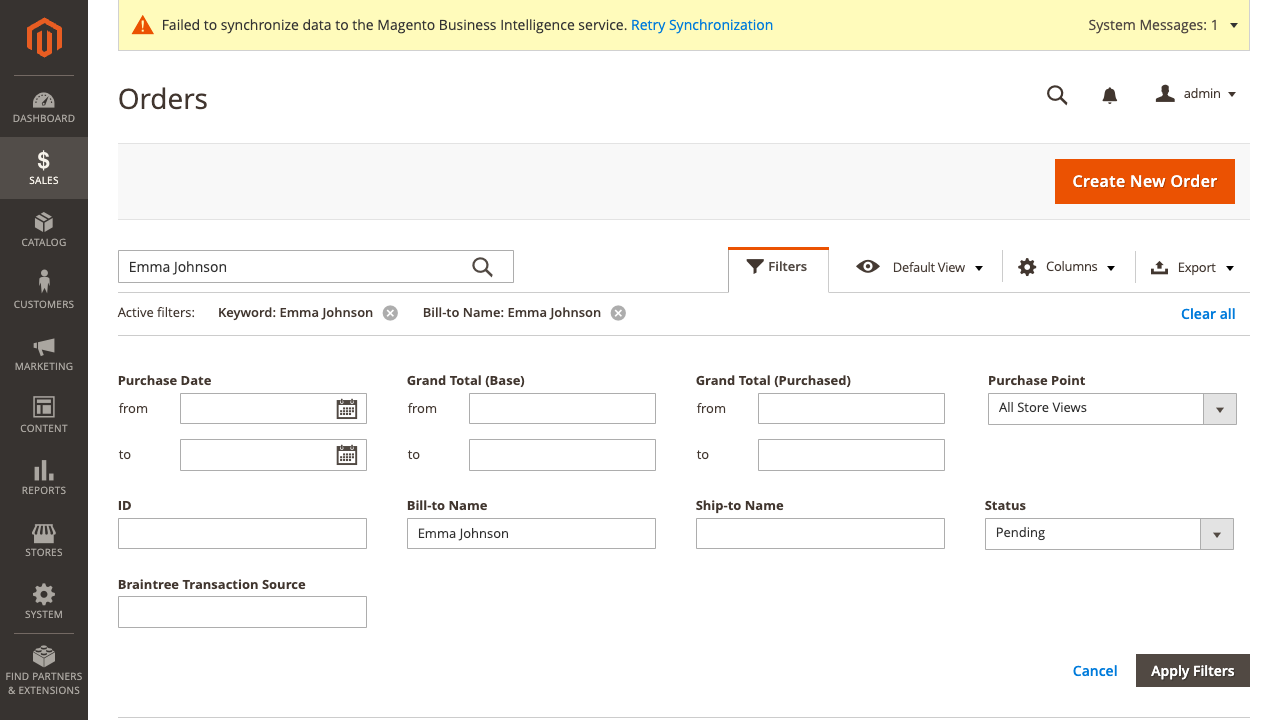 Failed to synchronize data to the Magento Business Intelligence service. Retry Synchronization
System Messages: 1
DASHBOARD
SALES
CATALOG
CUSTOMERS
MARKETING
CONTENT
REPORTS
STORES
SYSTEM
FIND PARTNERS
& EXTENSIONS
Orders
admin
Create New Order
Emma Johnson
Filters
Default View
Columns
Export
Active filters:
Keyword: Emma Johnson
Bill-to Name: Emma Johnson
Clear all
Purchase Date
from
to
Grand Total (Base)
from
to
Grand Total (Purchased)
from
to
Purchase Point
All Store Views
ID
Bill-to Name
Emma Johnson
Ship-to Name
Status
Pending
Braintree Transaction Source
Cancel
Apply Filters